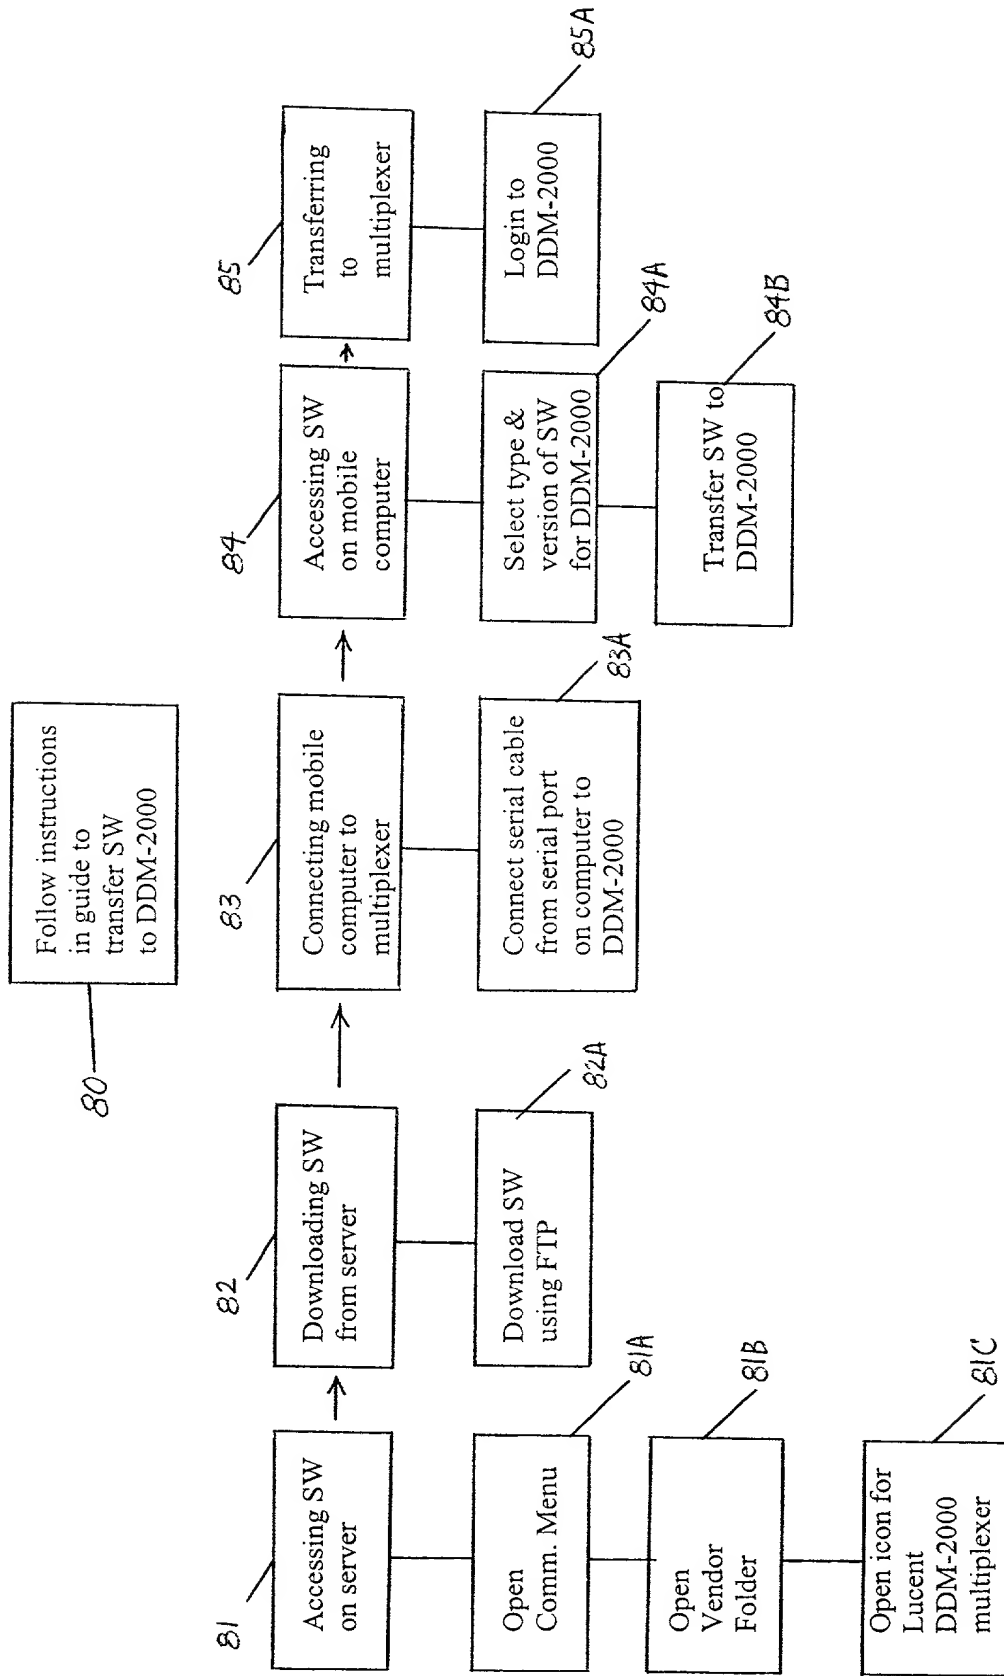 80
Follow instructions
in guide to
transfer SW
to DDM-2000
81
Accessing SW
on server
82
Downloading SW
from server
83
Connecting mobile
computer to
multiplexer
84
Accessing SW
on mobile
computer
85
Transferring
to
multiplexer
81A
Open
Comm. Menu
81B
Open
Vendor
Folder
81C
Open icon for
Lucent
DDM-2000
multiplexer
82A
Download SW
using FTP
83A
Connect serial cable
from serial port
on computer to
DDM-2000
84A
Select type &
version of SW
for DDM-2000
84B
Transfer SW to
DDM-2000
85A
Login to
DDM-2000